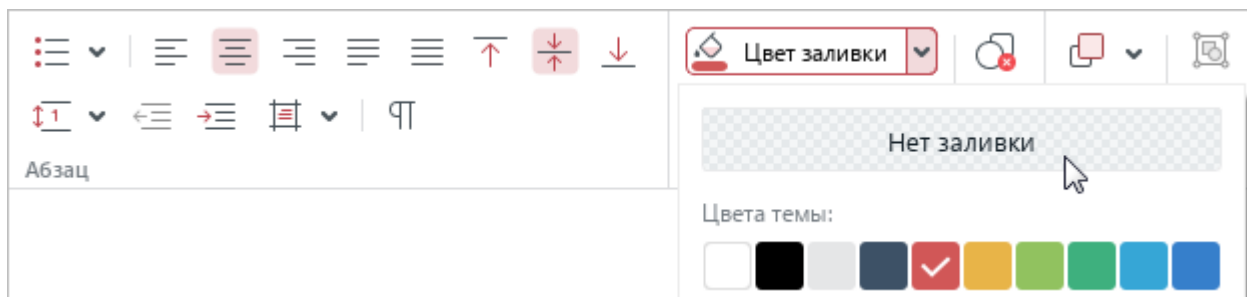 Цвет заливки
Абзац
Нет заливки
Цвета темы: